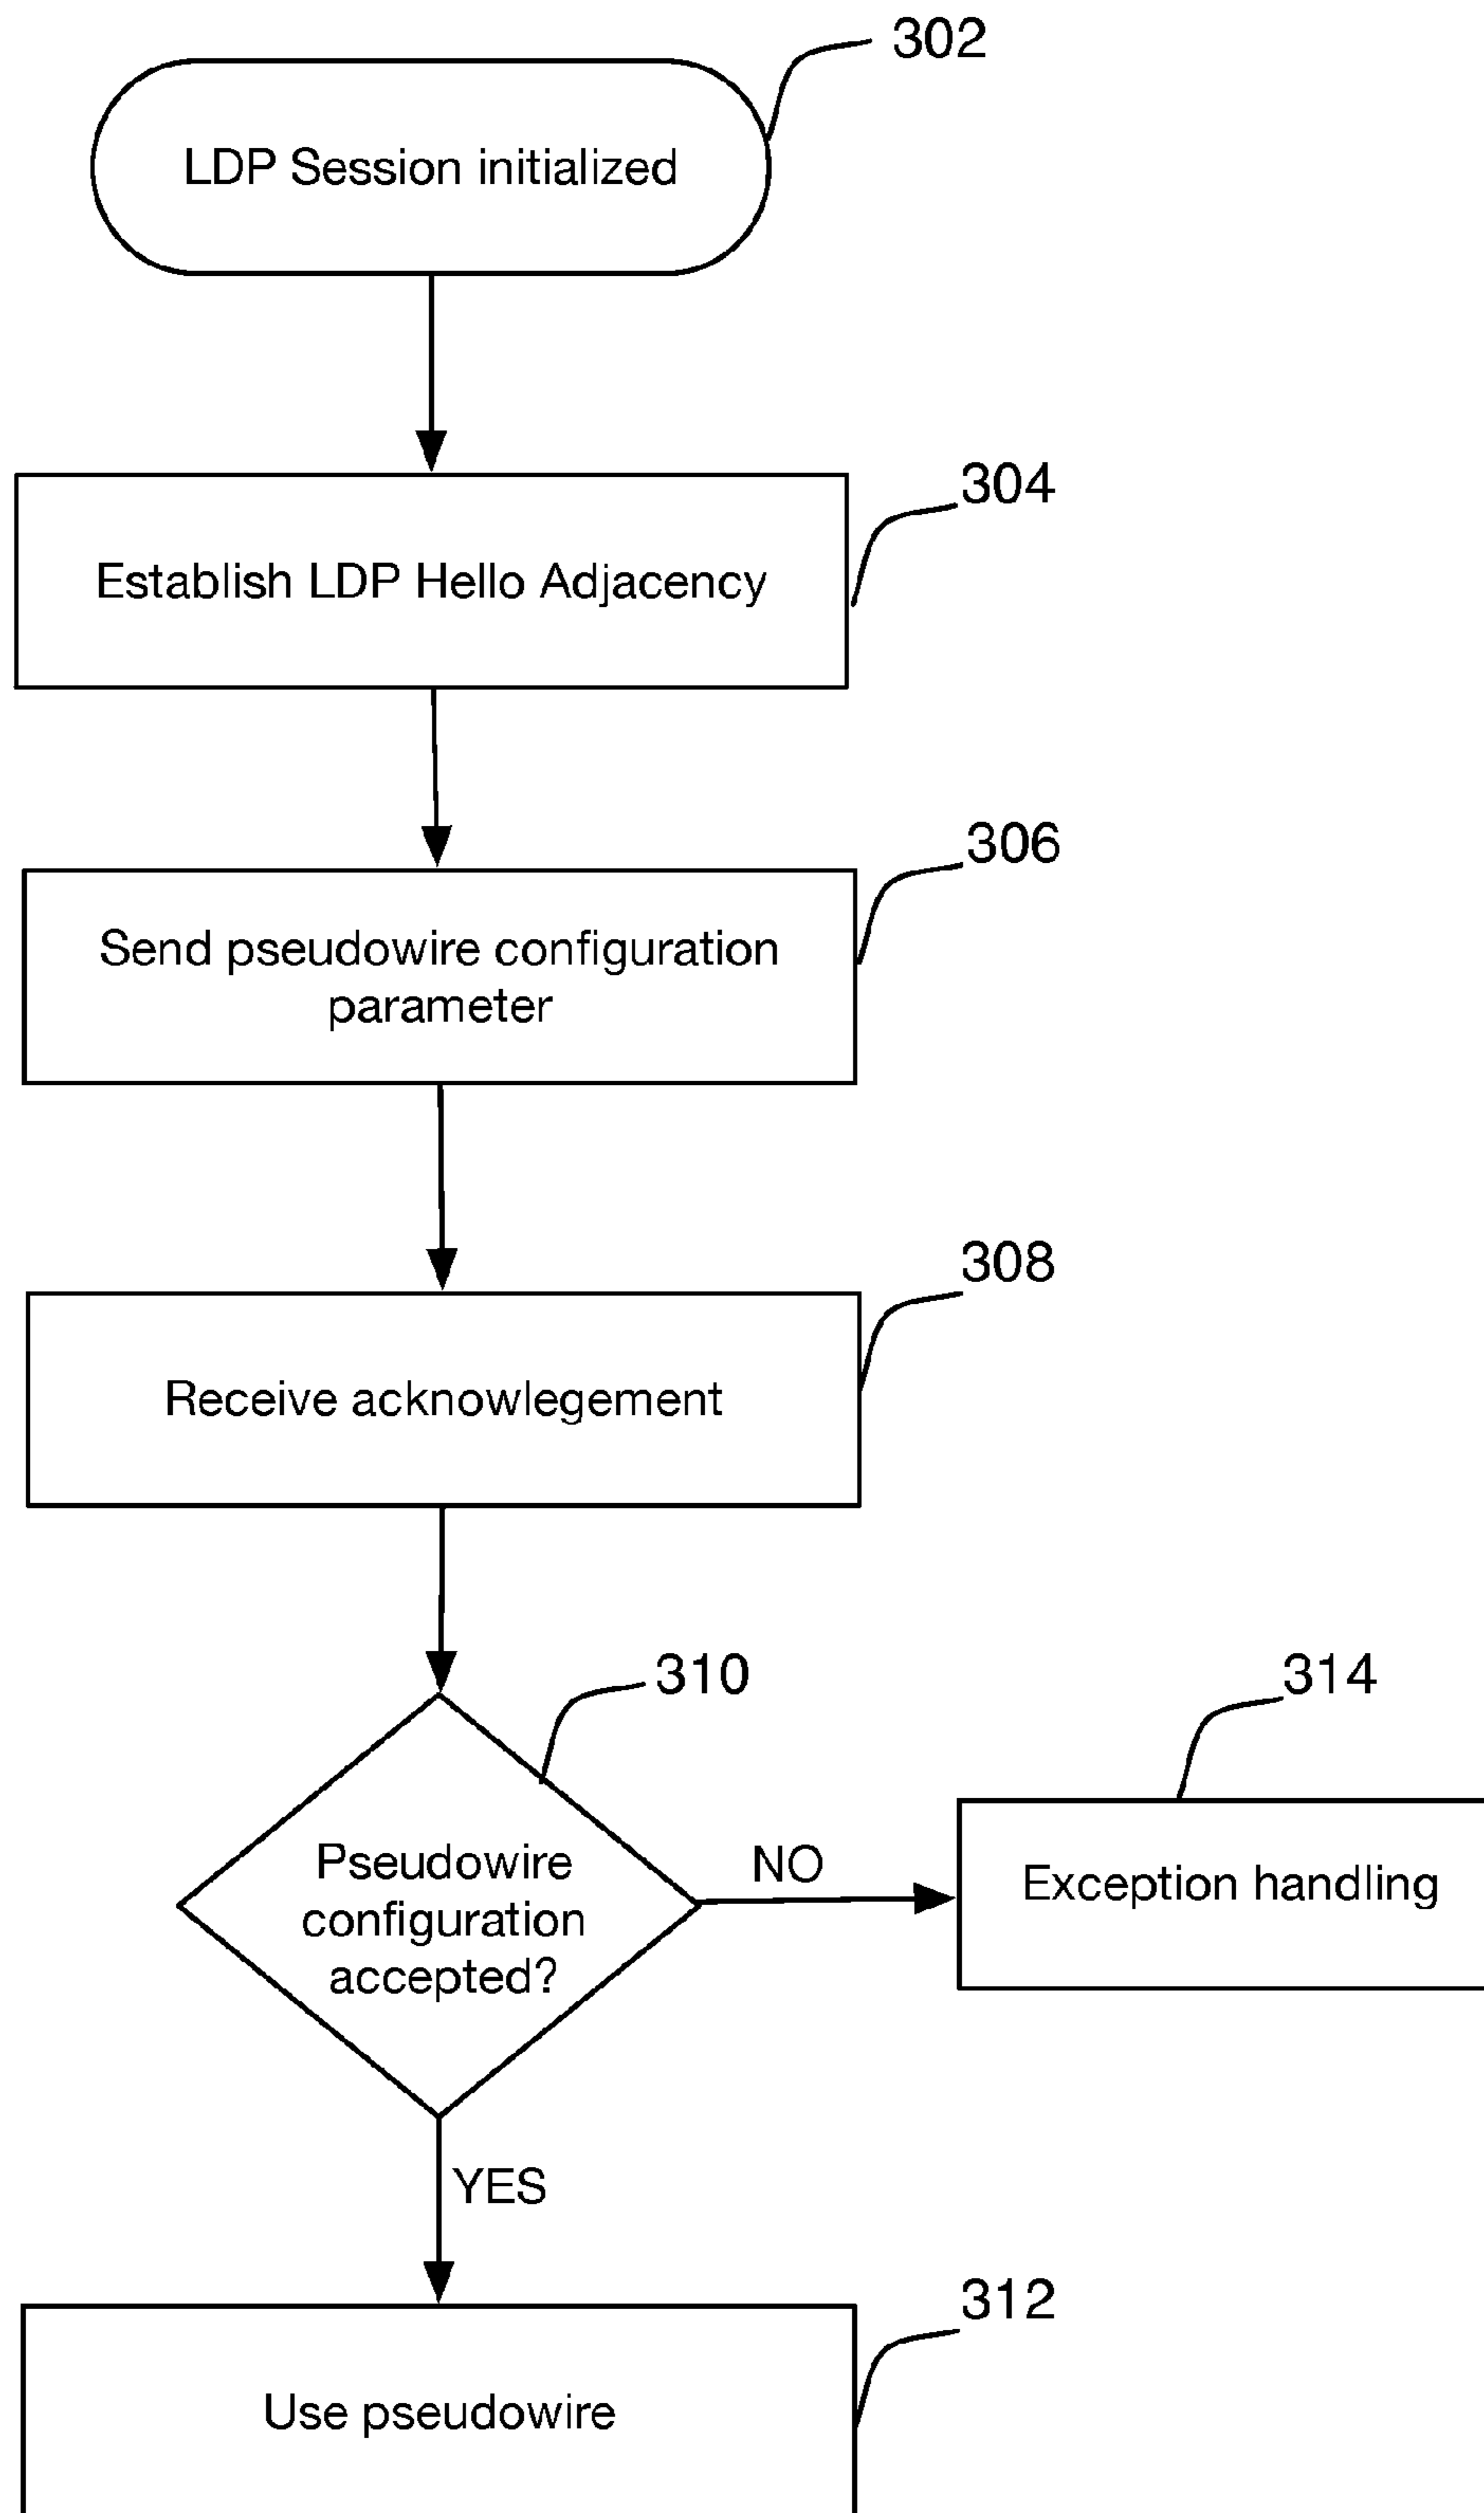 302
LDP Session initialized
304
Establish LDP Hello Adjacency
306
Send pseudowire configuration
parameter
308
Receive acknowlegement
310
314
Pseudowire
configuration
accepted?
NO
Exception handling
YES
312
Use pseudowire